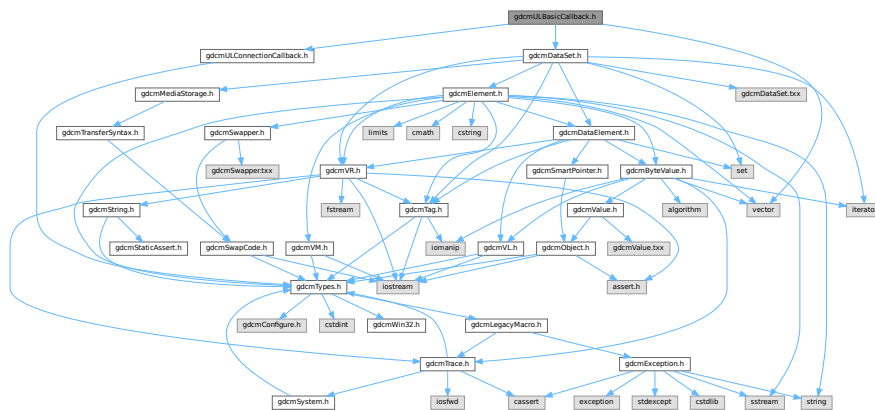 gdcmULBasicCallback.h
gdcmULConnectionCallback.h
gdcmDataSet.h
gdcmMediaStorage.h
gdcmElement.h
gdcmDataSet.txx
gdcmTransferSyntax.h
gdcmSwapper.h
limits
cmath
cstring
gdcmDataElement.h
gdcmSwapper.txx
gdcmVR.h
gdcmSmartPointer.h
gdcmByteValue.h
set
gdcmString.h
fstream
gdcmTag.h
gdcmValue.h
algorithm
vector
iterator
gdcmStaticAssert.h
gdcmSwapCode.h
gdcmVM.h
iomanip
gdcmVL.h
gdcmObject.h
gdcmValue.txx
gdcmTypes.h
iostream
assert.h
gdcmConfigure.h
cstdint
gdcmWin32.h
gdcmLegacyMacro.h
gdcmTrace.h
gdcmException.h
gdcmSystem.h
iosfwd
cassert
exception
stdexcept
cstdlib
sstream
string